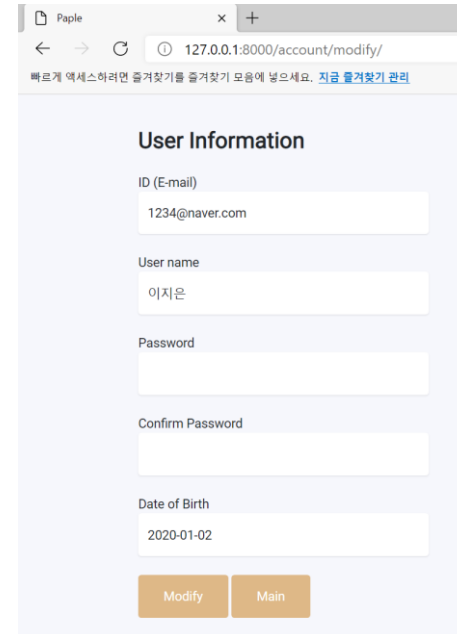 Paple
127.0.0.1:8000/account/modify/
빠르게 액세스하려면 즐겨찾기를 즐겨찾기 모음에 넣으세요. 지금 즐겨찾기 관리
User Information
ID (E-mail)
1234@naver.com
User name
이지은
Password
Confirm Password
Date of Birth
2020-01-02
Modify Main